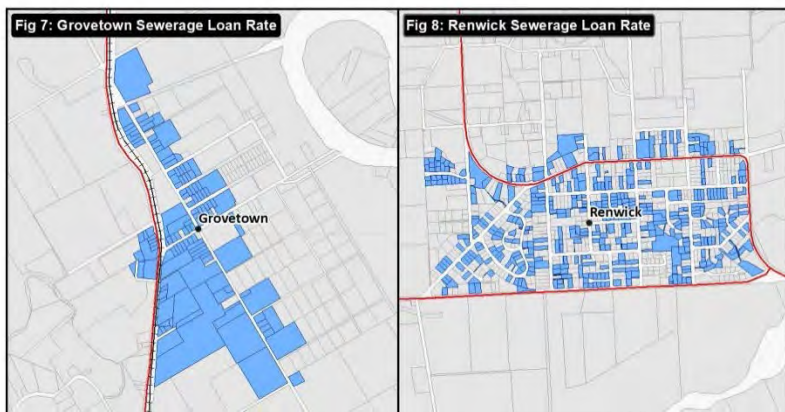 Fig 7: Grovetown Sewerage Loan Rate
Fig 8: Renwick Sewerage Loan Rate
Grovetown
Renwick